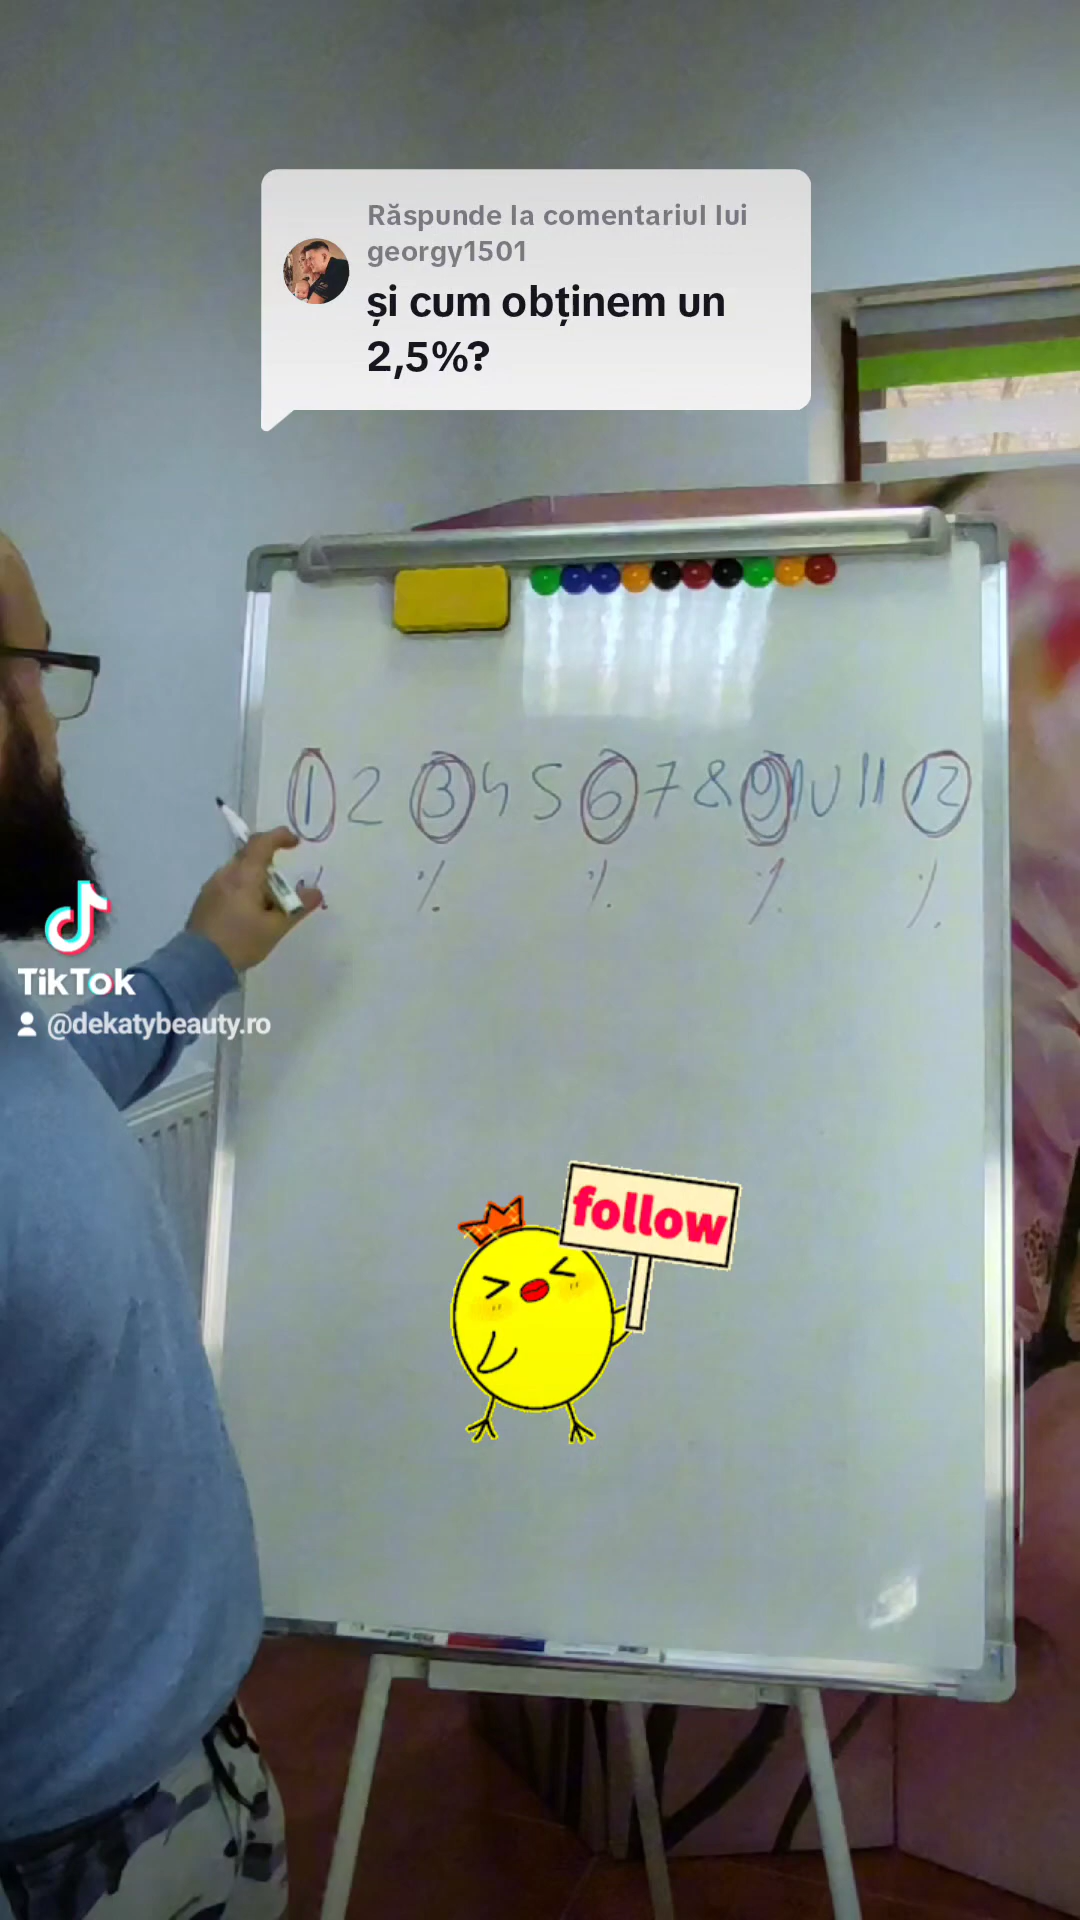 Răspunde la comentariul lui
georgy1501
și cum obținem un
2,5%?
1 2 3 4 5 6 7 8 9 10 11 12
% % % % %
TikTok
@dekatybeauty.ro
follow